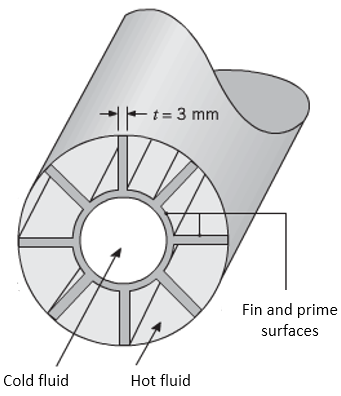 t = 3 mm
Fin and prime
surfaces
Cold fluid
Hot fluid